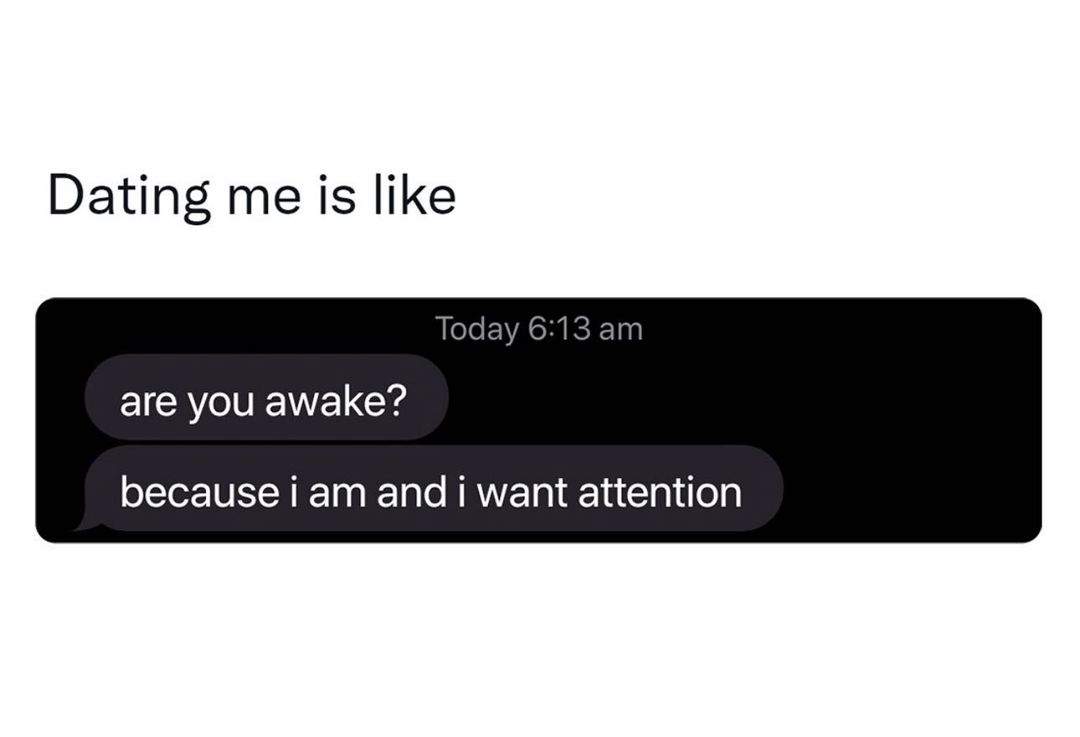 Dating me is like
Today 6:13 am
are you awake?
because i am and i want attention